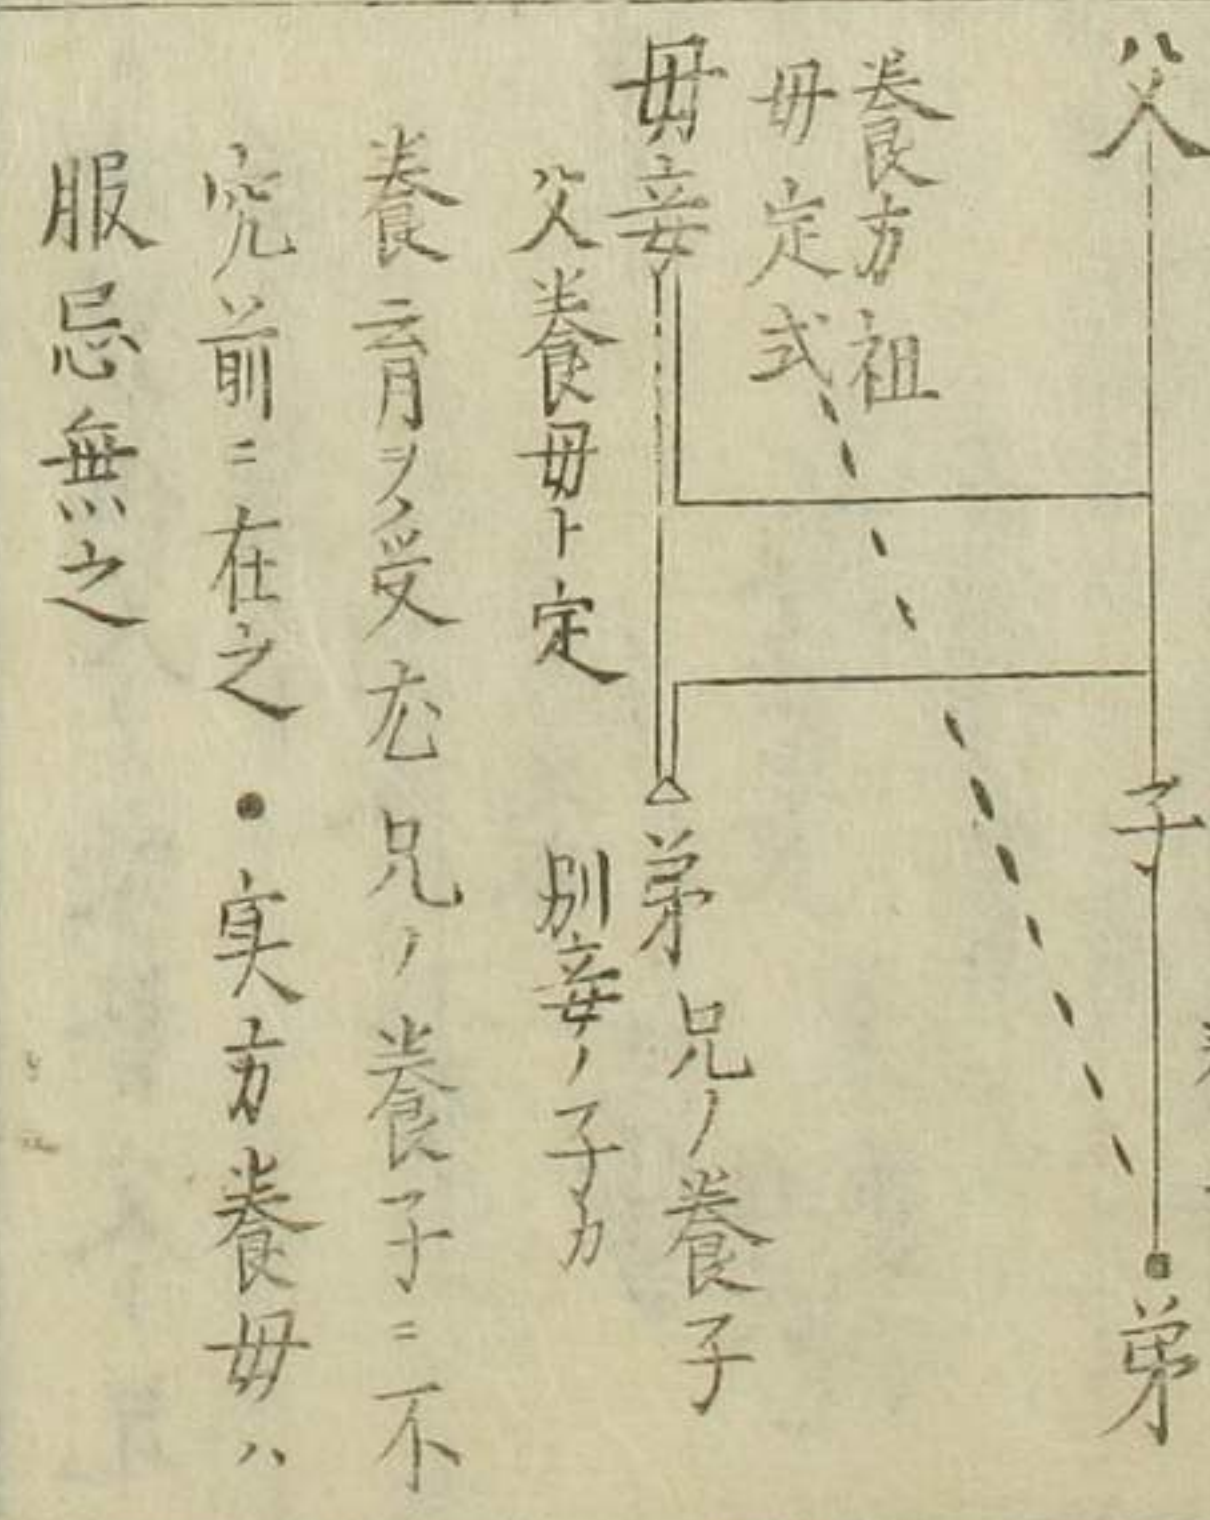 父
子
弟
養方祖
母定式
母妾
弟
兄ノ養子
父養母ト定
別妾ノ子カ
養育ヲ受尤兄ノ養子ニ不
究前ニ在之●実方養母ハ
服忌無之